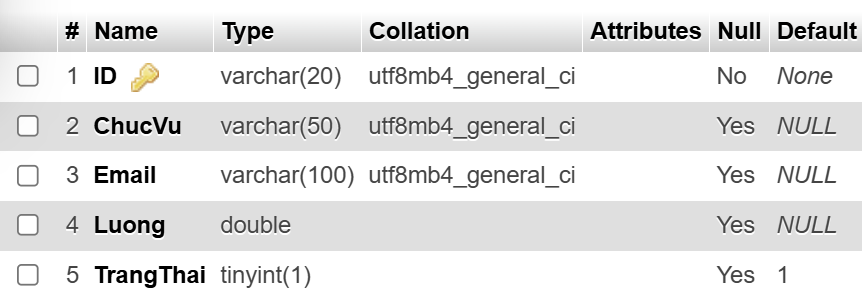 # Name Type Collation Attributes Null Default
1 ID varchar(20) utf8mb4_general_ci No None
2 ChucVu varchar(50) utf8mb4_general_ci Yes NULL
3 Email varchar(100) utf8mb4_general_ci Yes NULL
4 Luong double Yes NULL
5 TrangThai tinyint(1) Yes 1